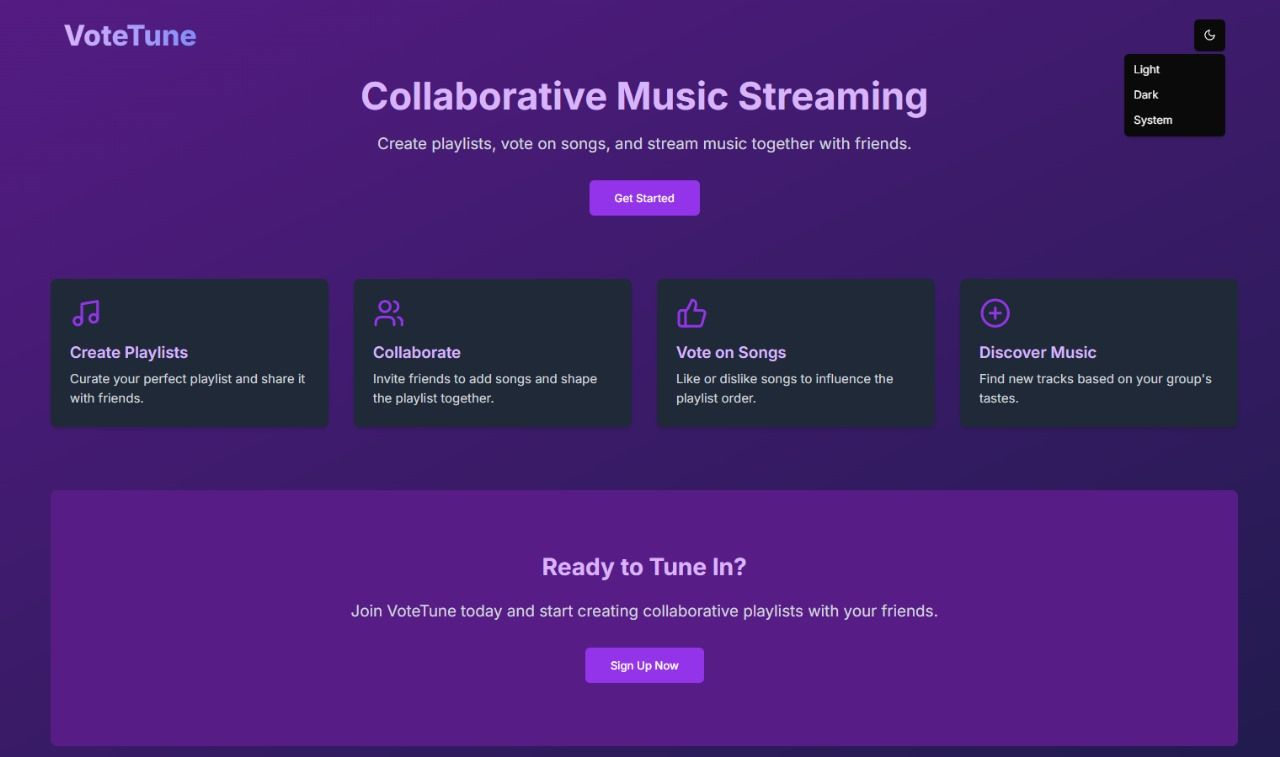 VoteTune
Light
Dark
System
Collaborative Music Streaming
Create playlists, vote on songs, and stream music together with friends.
Get Started
Create Playlists
Curate your perfect playlist and share it
with friends.
Collaborate
Invite friends to add songs and shape
the playlist together.
Vote on Songs
Like or dislike songs to influence the
playlist order.
Discover Music
Find new tracks based on your group's
tastes.
Ready to Tune In?
Join VoteTune today and start creating collaborative playlists with your friends.
Sign Up Now